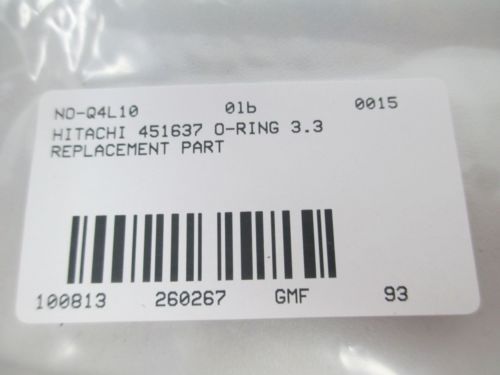 NO-Q4L10 01b 0015
HITACHI 451637 O-RING 3.3
REPLACEMENT PART
100813 260267 GMF 93